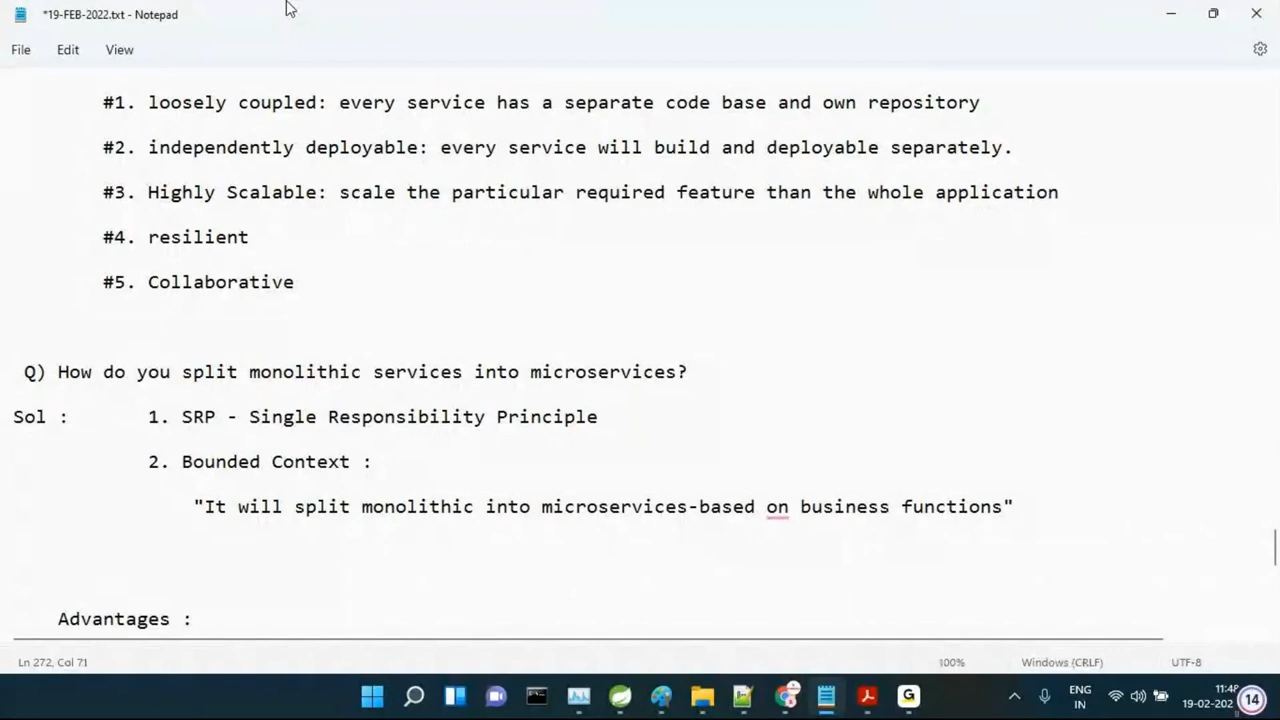 *19-FEB-2022.txt - Notepad
File Edit View
#1. loosely coupled: every service has a separate code base and own repository
#2. independently deployable: every service will build and deployable separately.
#3. Highly Scalable: scale the particular required feature than the whole application
#4. resilient
#5. Collaborative
Q) How do you split monolithic services into microservices?
Sol : 1. SRP - Single Responsibility Principle
2. Bounded Context :
"It will split monolithic into microservices-based on business functions"
Advantages :
Ln 272, Col 71 100% Windows (CRLF) UTF-8
ENG 11:48
IN 19-02-202 14